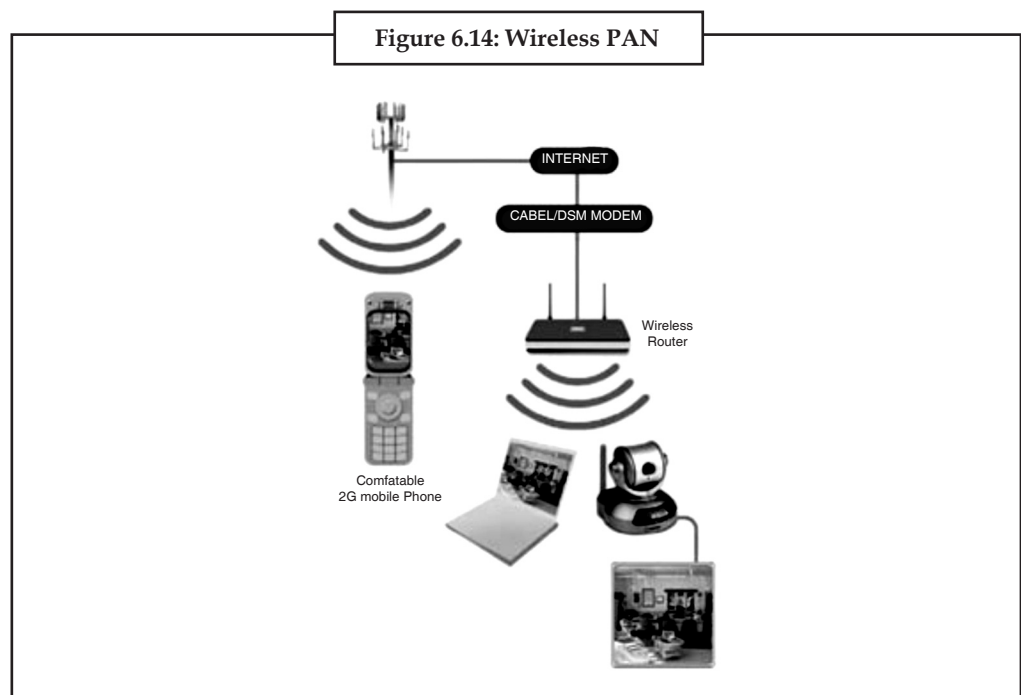 Figure 6.14: Wireless PAN
INTERNET
CABEL/DSM MODEM
Wireless
Router
Comfatable
2G mobile Phone